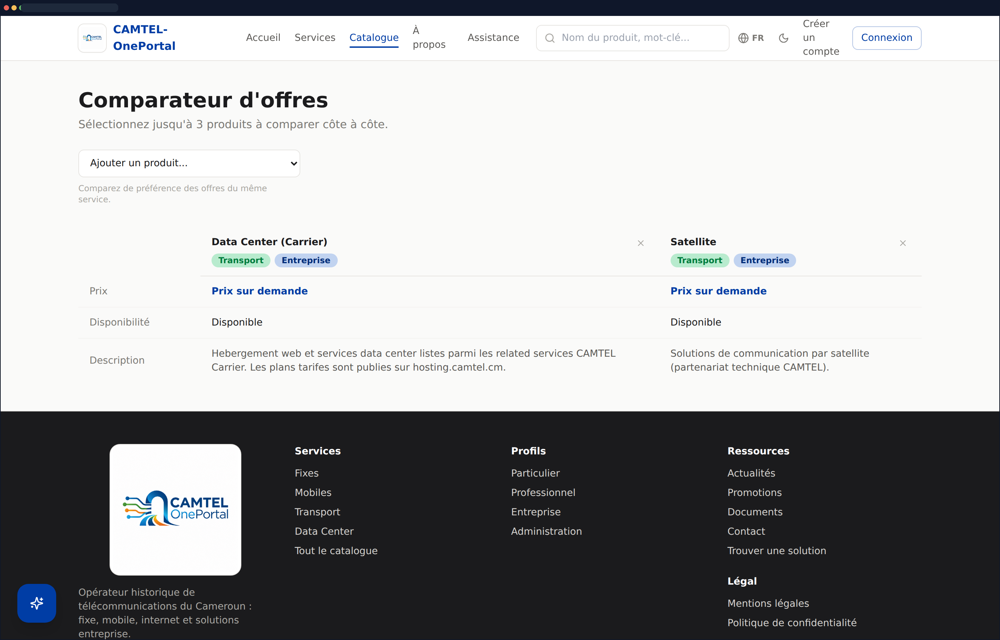 CAMTEL OnePortal
CAMTEL-
OnePortal
Accueil
Services
Catalogue
À
propos
Assistance
Nom du produit, mot-clé...
FR
Créer
un
compte
Connexion
Comparateur d'offres
Sélectionnez jusqu'à 3 produits à comparer côte à côte.
Ajouter un produit...
Comparez de préférence des offres du même
service.
Data Center (Carrier)
Transport
Entreprise
Satellite
Transport
Entreprise
Prix
Prix sur demande
Prix sur demande
Disponibilité
Disponible
Disponible
Description
Hebergement web et services data center listes parmi les related services CAMTEL
Carrier. Les plans tarifes sont publies sur hosting.camtel.cm.
Solutions de communication par satellite
(partenariat technique CAMTEL).
CAMTEL
OnePortal
Opérateur historique de
télécommunications du Cameroun :
fixe, mobile, internet et solutions
entreprise.
Services
Fixes
Mobiles
Transport
Data Center
Tout le catalogue
Profils
Particulier
Professionnel
Entreprise
Administration
Ressources
Actualités
Promotions
Documents
Contact
Trouver une solution
Légal
Mentions légales
Politique de confidentialité